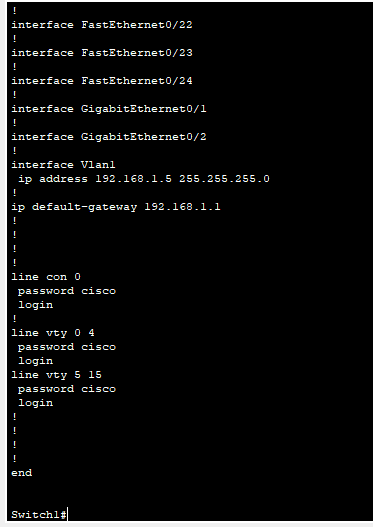 !
interface FastEthernet0/22
!
interface FastEthernet0/23
!
interface FastEthernet0/24
!
interface GigabitEthernet0/1
!
interface GigabitEthernet0/2
!
interface Vlan1
 ip address 192.168.1.5 255.255.255.0
!
ip default-gateway 192.168.1.1
!
!
!
!
line con 0
 password cisco
 login
!
line vty 0 4
 password cisco
 login
line vty 5 15
 password cisco
 login
!
!
!
!
end
Switch1#